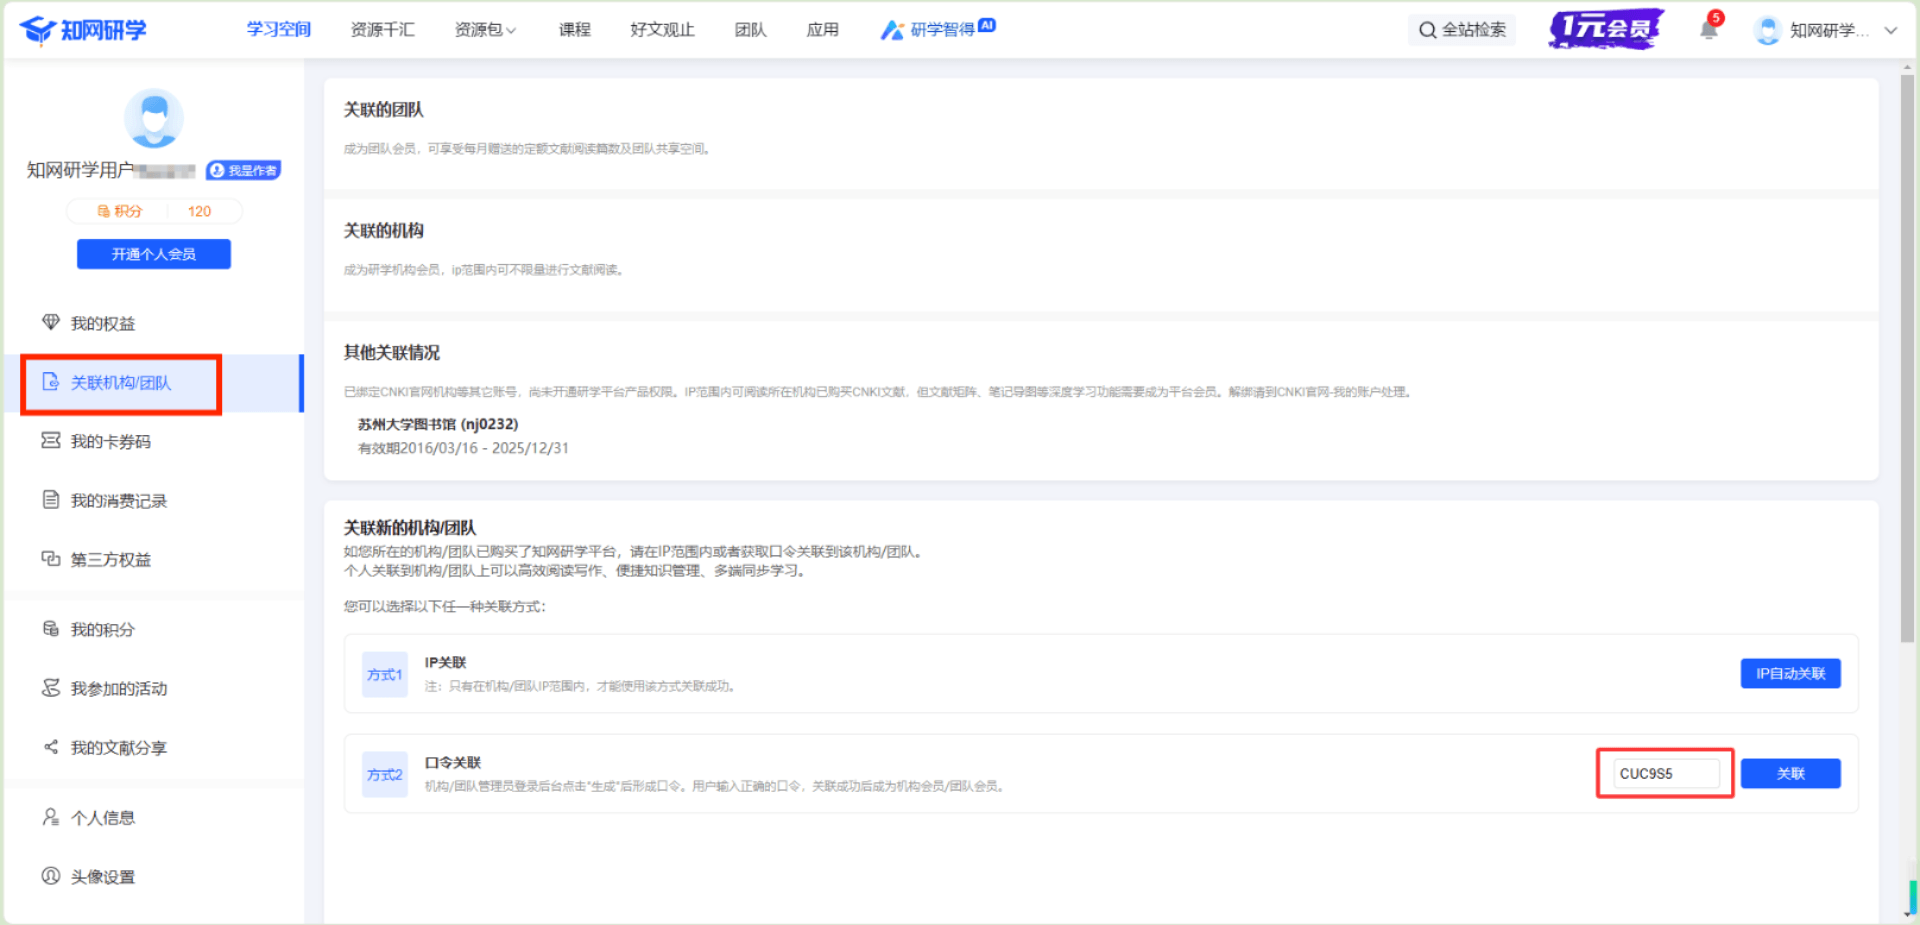 知网研学
学习空间 资源千汇 资源包 课程 好文观止 团队 应用 研学智得 AI
全站检索 1元会员 5 知网研学...
知网研学用户 我是作者
积分 120
开通个人会员
我的权益
关联机构/团队
我的卡券码
我的消费记录
第三方权益
我的积分
我参加的活动
我的文献分享
个人信息
头像设置
关联的团队
成为团队会员，可享受每月赠送的定额文献阅读篇数及团队共享空间。
关联的机构
成为研学机构会员，ip范围内可不限量进行文献阅读。
其他关联情况
已绑定CNKI官网机构等其它账号，尚未开通研学平台产品权限。IP范围内可阅读所在机构已购买CNKI文献，但文献矩阵、笔记导图等深度学习功能需要成为平台会员。解绑请到CNKI官网-我的账户处理。
苏州大学图书馆 (nj0232)
有效期2016/03/16 - 2025/12/31
关联新的机构/团队
如您所在的机构/团队已购买了知网研学平台，请在IP范围内或者获取口令关联到该机构/团队。
个人关联到机构/团队上可以高效阅读写作、便捷知识管理、多端同步学习。
您可以选择以下任一种关联方式：
方式1
IP关联
注：只有在机构/团队IP范围内，才能使用该方式关联成功。
IP自动关联
方式2
口令关联
机构/团队管理员登录后台点击"生成"后形成口令。用户输入正确的口令，关联成功后成为机构会员/团队会员。
CUC9S5
关联